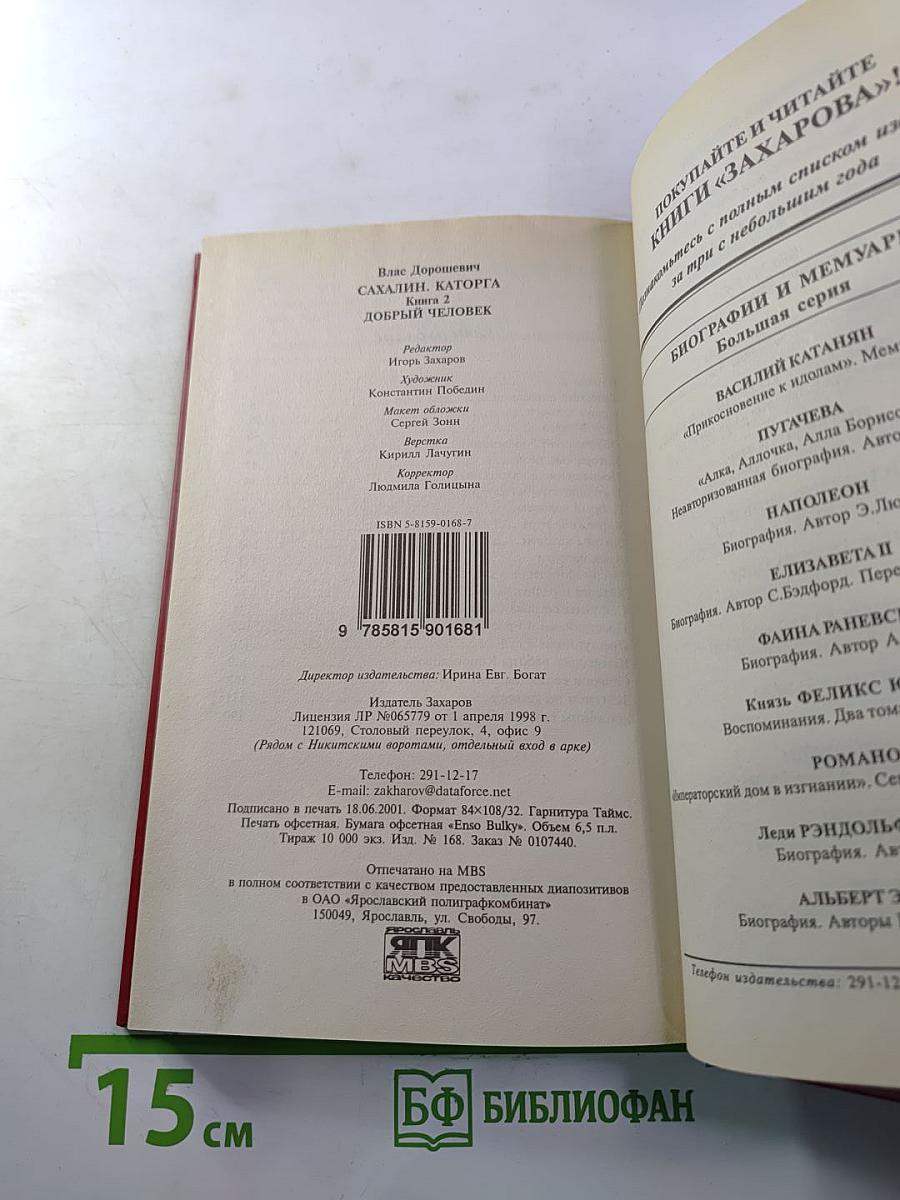 Влас Дорошевич
САХАЛИН. КАТОРГА
Книга 2
ДОБРЫЙ ЧЕЛОВЕК
Редактор
Игорь Захаров
Художник
Константин Победин
Макет обложки
Сергей Зонн
Верстка
Кирилл Лачугин
Корректор
Людмила Голицына
ISBN 5-8159-0168-7
9 785815 901681
Директор издательства: Ирина Евг. Богат
Издатель Захаров
Лицензия ЛР №065779 от 1 апреля 1998 г.
121069, Столовый переулок, 4, офис 9
(Рядом с Никитскими воротами, отдельный вход в арке)
Телефон: 291-12-17
E-mail: zakharov@dataforce.net
Подписано в печать 18.06.2001. Формат 84×108/32. Гарнитура Таймс.
Печать офсетная. Бумага офсетная «Enso Bulky». Объем 6,5 п.л.
Тираж 10 000 экз. Изд. № 168. Заказ № 0107440.
Отпечатано на MBS
в полном соответствии с качеством предоставленных диапозитивов
в ОАО «Ярославский полиграфкомбинат»
150049, Ярославль, ул. Свободы, 97.
ЯРОСЛАВЛЬ
ЯПК
MBS
КАЧЕСТВО
ПОКУПАЙТЕ И ЧИТАЙТЕ
КНИГИ «ЗАХАРОВА»!
с полным списком
за три с небольшим года
БИОГРАФИИ И
Большая серия
ВАСИЛИЙ КАТАНЯН
«Прикосновение к идолам».
ПУГАЧЕВА
«Алка, Аллочка, Алла
Неавторизованная биография.
НАПОЛЕОН
Биография. Автор
ЕЛИЗАВЕТА II
Биография. Автор С.Бэдфорд.
ФАИНА
Биография. Автор
Князь ФЕЛИКС
Воспоминания. Два
дом в изгнании».
Леди
Биография.
АЛЬБЕРТ
Биография. Авторы
Телефон издательства:
15 см
БФ БИБЛИОФАН